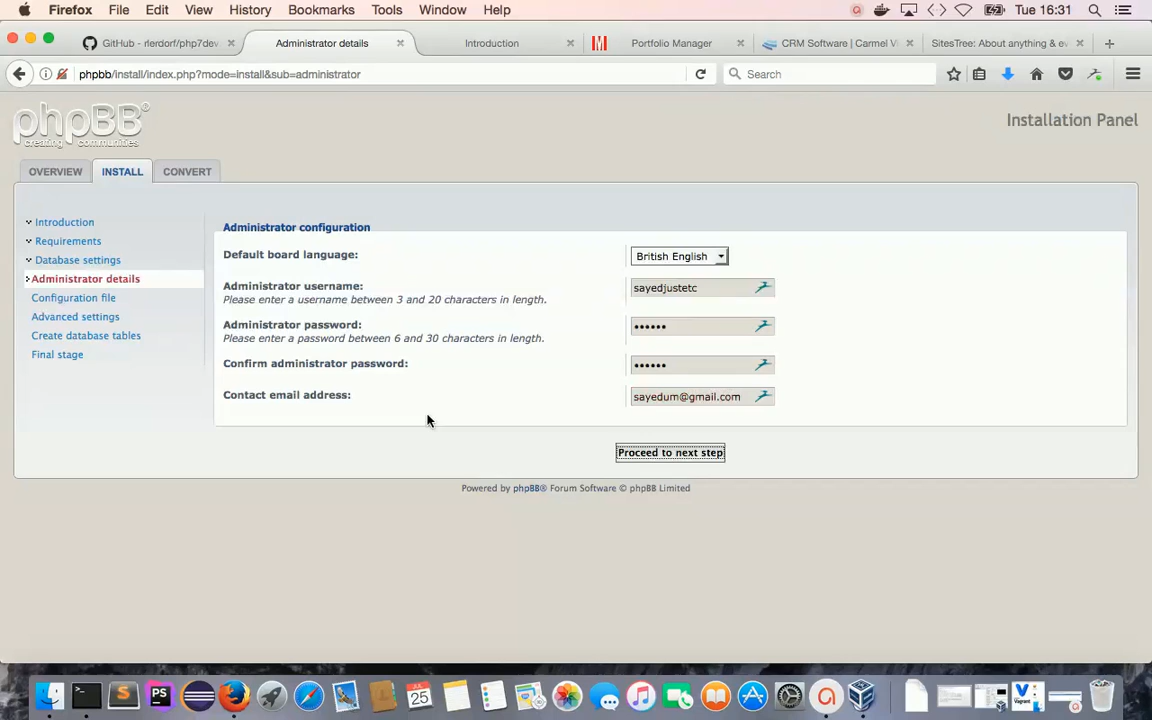 Firefox File Edit View History Bookmarks Tools Window Help Tue 16:31
GitHub - rlerdorf/php7dev
Administrator details
Introduction
Portfolio Manager
CRM Software | Carmel Vi
SitesTree: About anything & ev
phpbb/install/index.php?mode=install&sub=administrator
Search
phpBB®
creating communities
Installation Panel
OVERVIEW
INSTALL
CONVERT
Introduction
Requirements
Database settings
Administrator details
Configuration file
Advanced settings
Create database tables
Final stage
Administrator configuration
Default board language:
British English
Administrator username:
sayedjustetc
Please enter a username between 3 and 20 characters in length.
Administrator password:
••••••
Please enter a password between 6 and 30 characters in length.
Confirm administrator password:
••••••
Contact email address:
sayedum@gmail.com
Proceed to next step
Powered by phpBB® Forum Software © phpBB Limited
PS
25
V
Vagrant